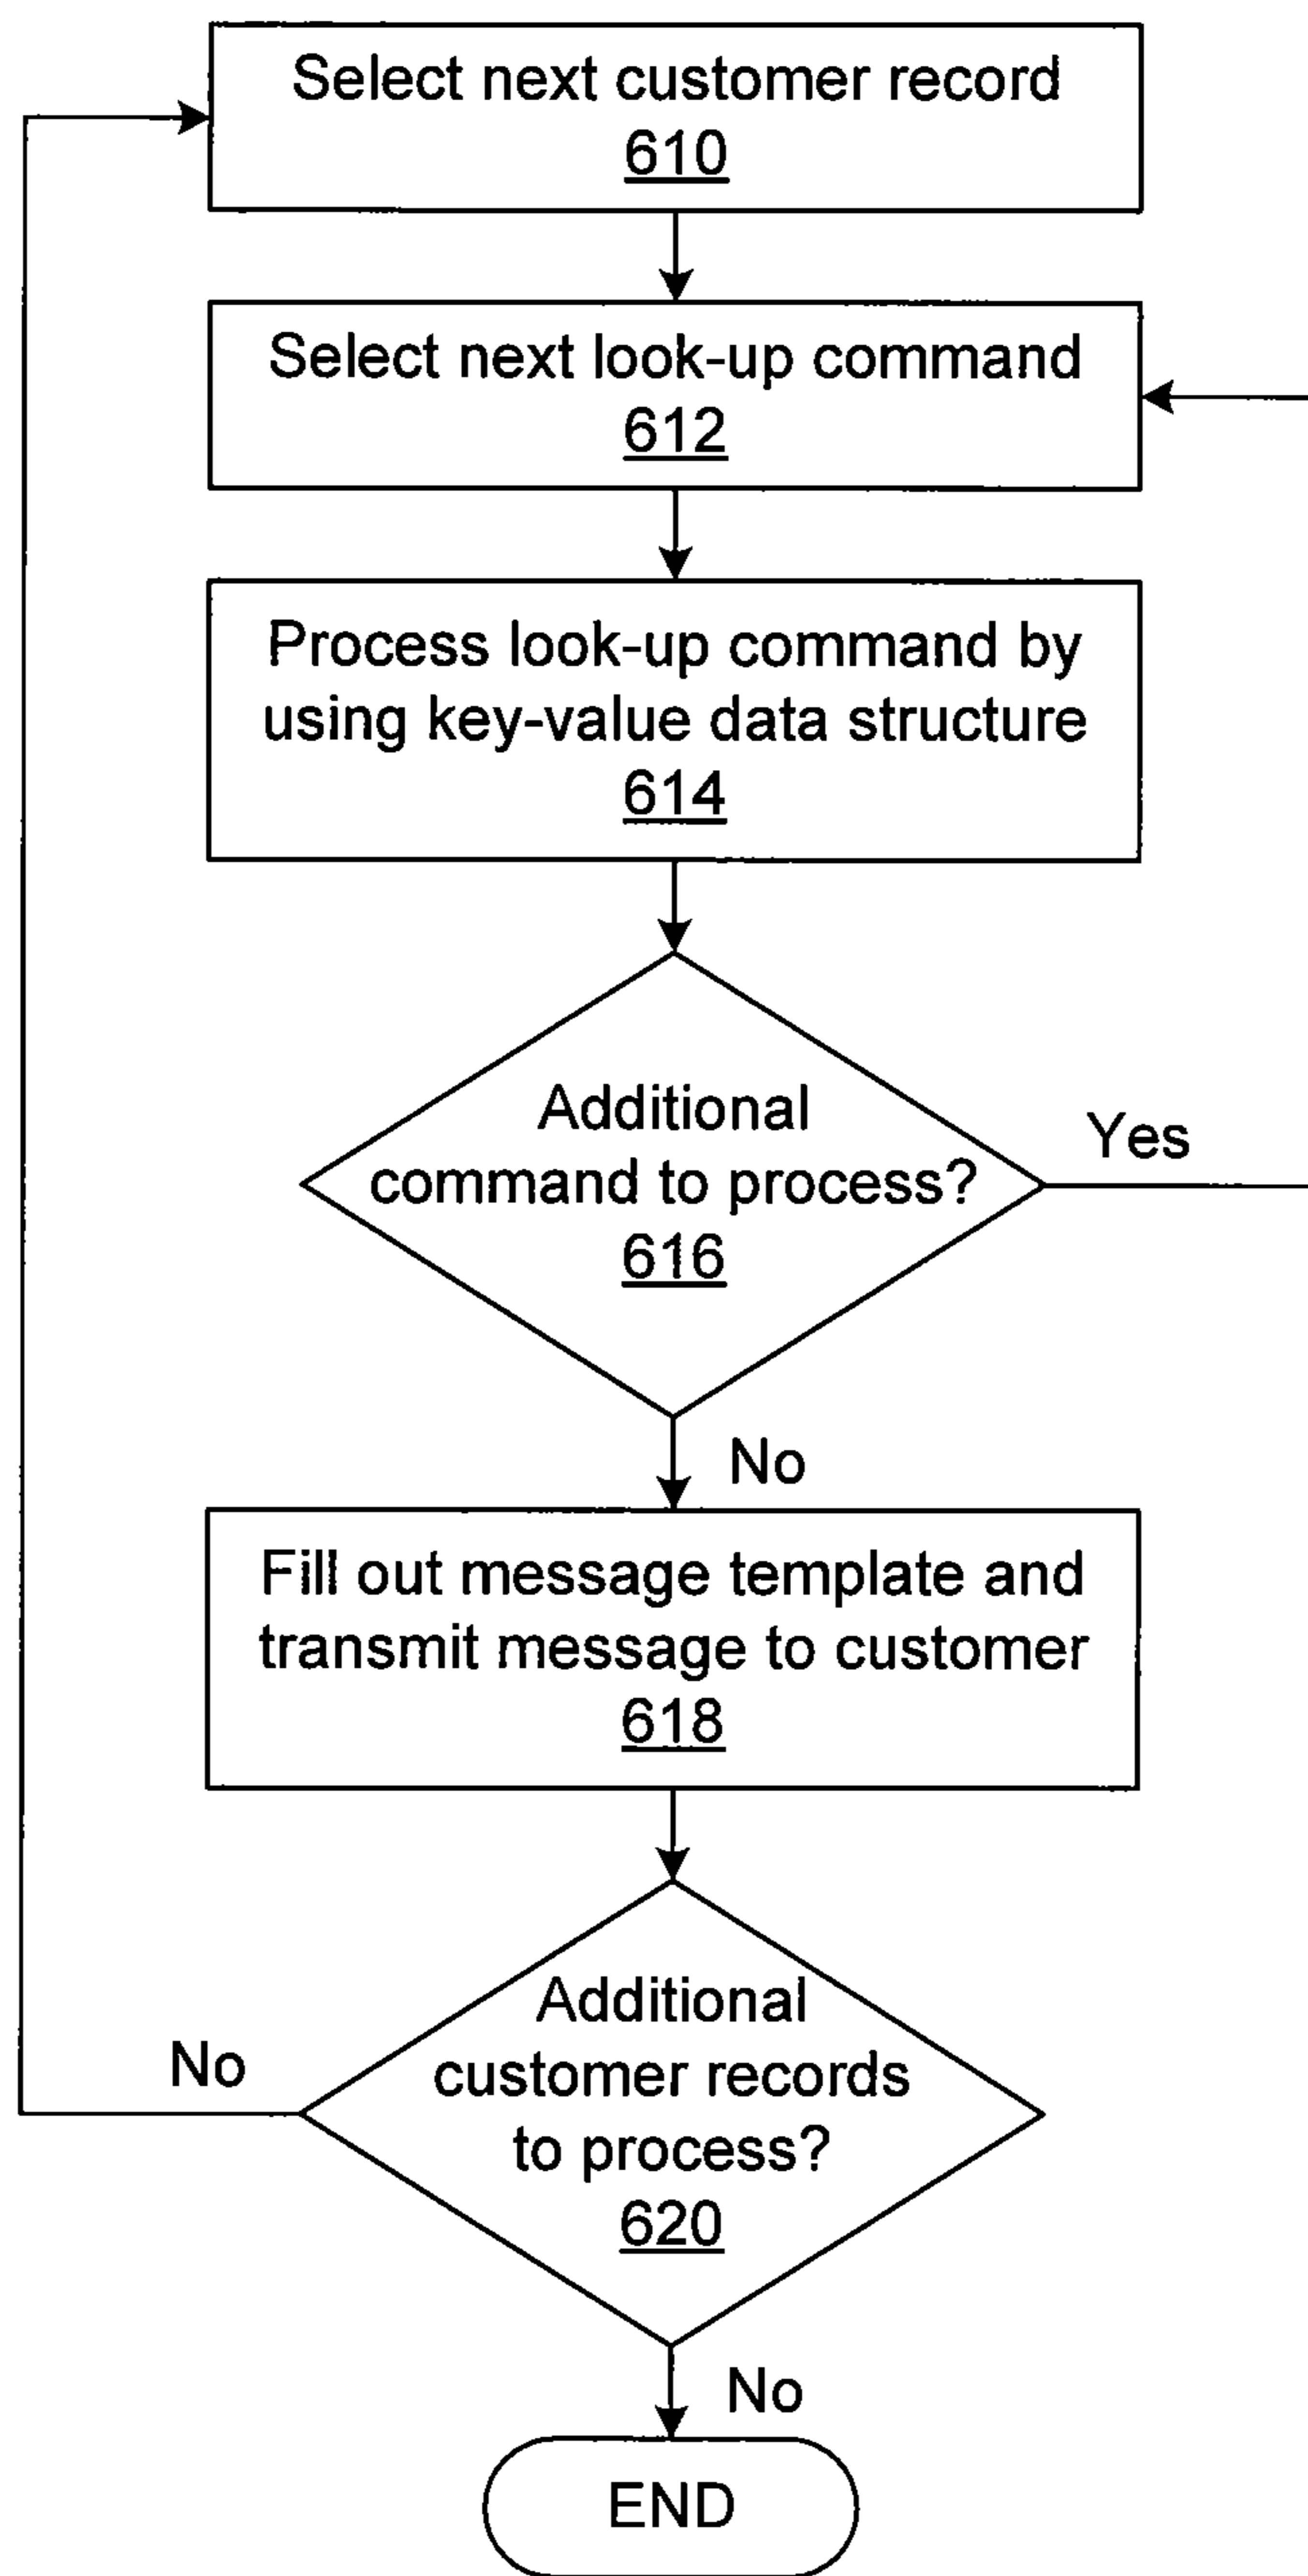 Select next customer record
610
Select next look-up command
612
Process look-up command by
using key-value data structure
614
Additional
command to process?
616
Yes
No
Fill out message template and
transmit message to customer
618
Additional
customer records
to process?
620
No
No
END